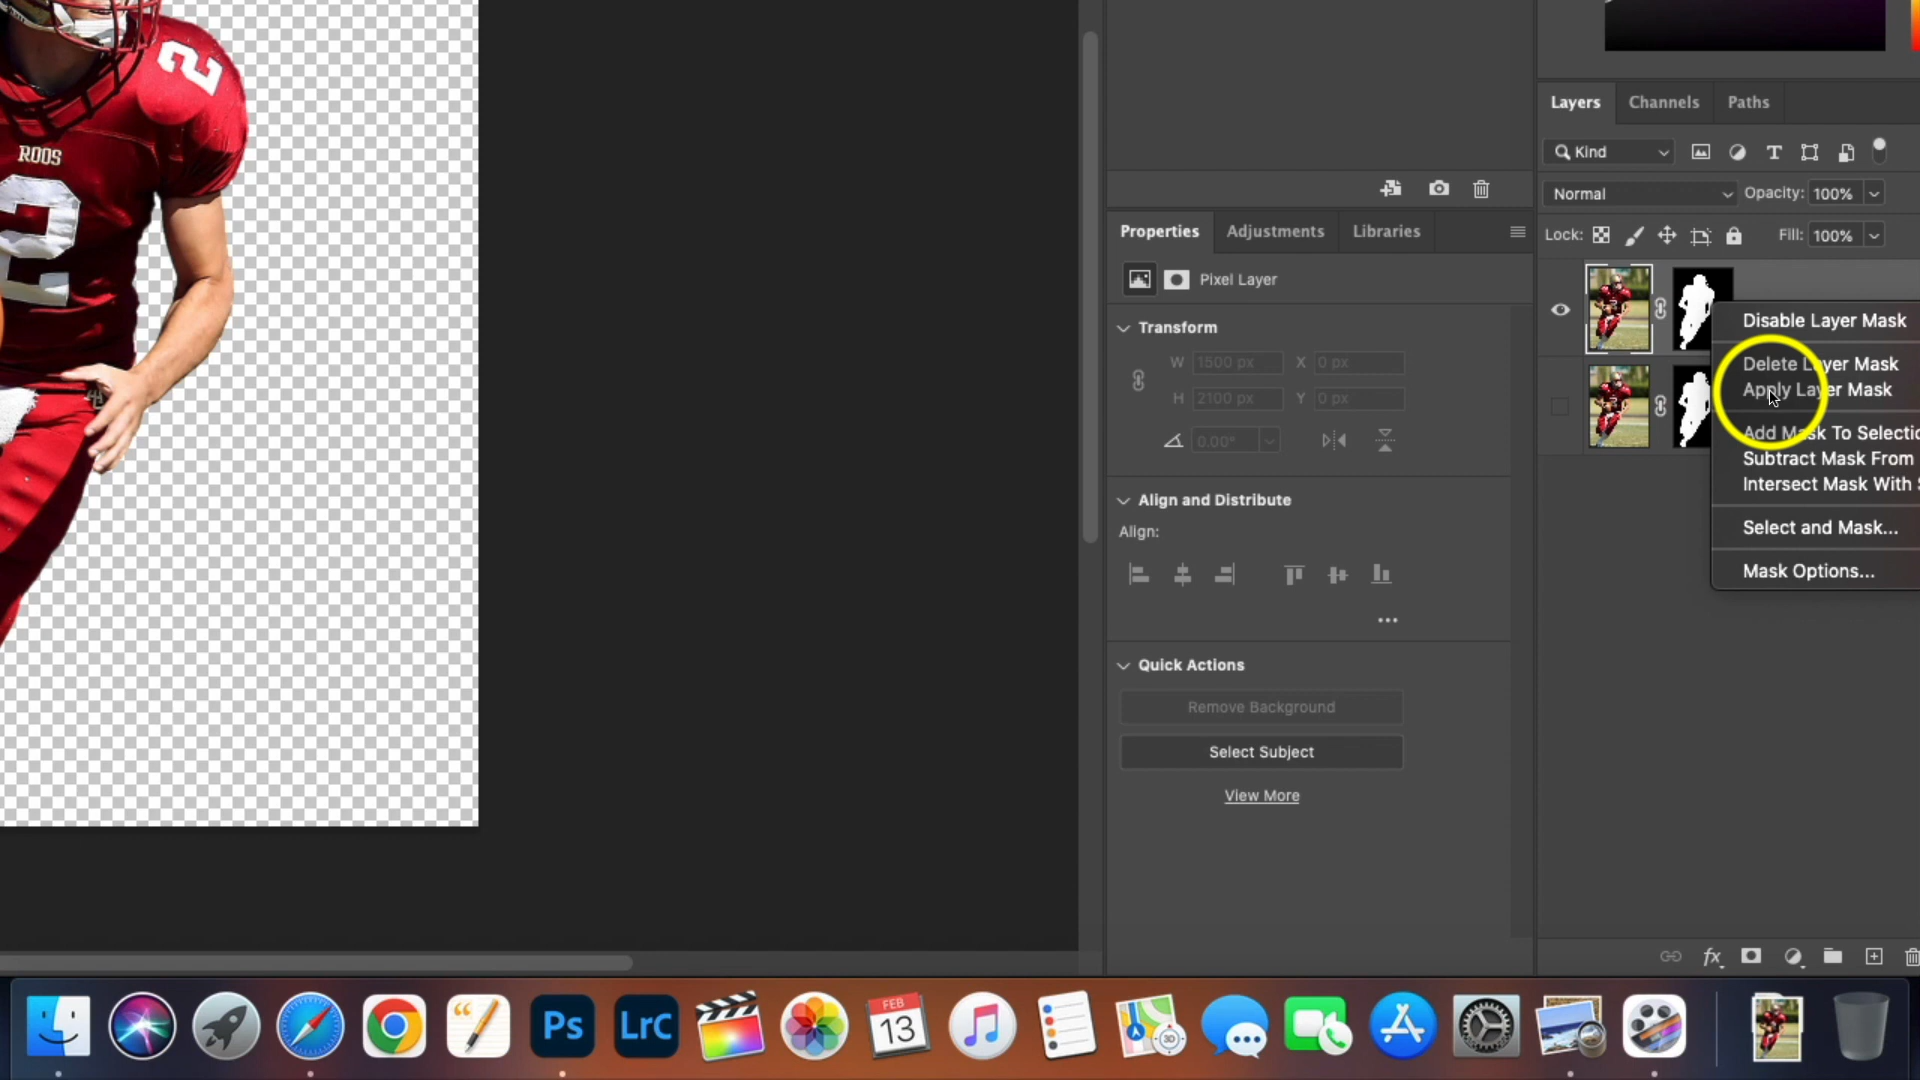 2
ROOS
2
Layers Channels Paths
Kind
Normal Opacity: 100%
Lock: Fill: 100%
Properties Adjustments Libraries
Pixel Layer
Transform
W 1500 px X 0 px
H 2100 px Y 0 px
0.00°
Align and Distribute
Align:
Quick Actions
Remove Background
Select Subject
View More
Disable Layer Mask
Delete Layer Mask
Apply Layer Mask
Add Mask To Selectio
Subtract Mask From
Intersect Mask With S
Select and Mask...
Mask Options...
fx
Ps LrC FEB 13 3D